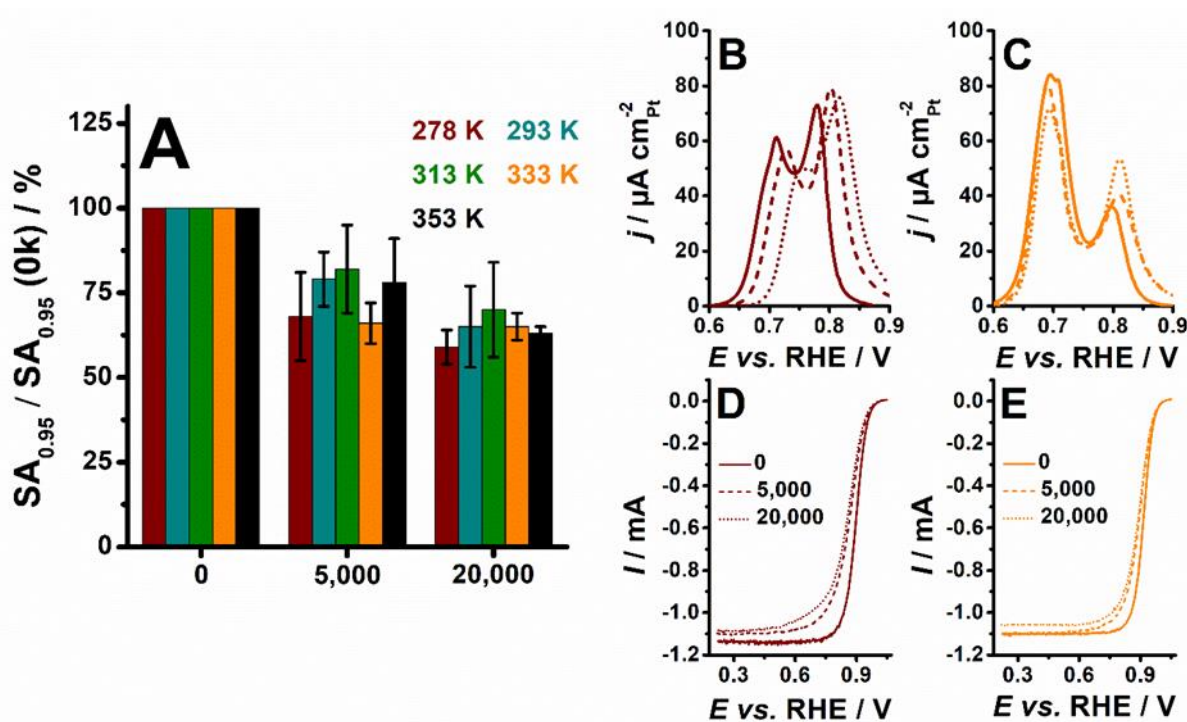 A
SA0.95 / SA0.95 (0k) / %
125
100
75
50
25
0
278 K 293 K
313 K 333 K
353 K
0 5,000 20,000
B
j / µA cm-2Pt
100
80
60
40
20
0
0.6 0.7 0.8 0.9
E vs. RHE / V
C
j / µA cm-2Pt
100
80
60
40
20
0
0.6 0.7 0.8 0.9
E vs. RHE / V
D
I / mA
0.0
-0.2
-0.4
-0.6
-0.8
-1.0
-1.2
0
5,000
20,000
0.3 0.6 0.9
E vs. RHE / V
E
I / mA
0.0
-0.2
-0.4
-0.6
-0.8
-1.0
-1.2
0
5,000
20,000
0.3 0.6 0.9
E vs. RHE / V